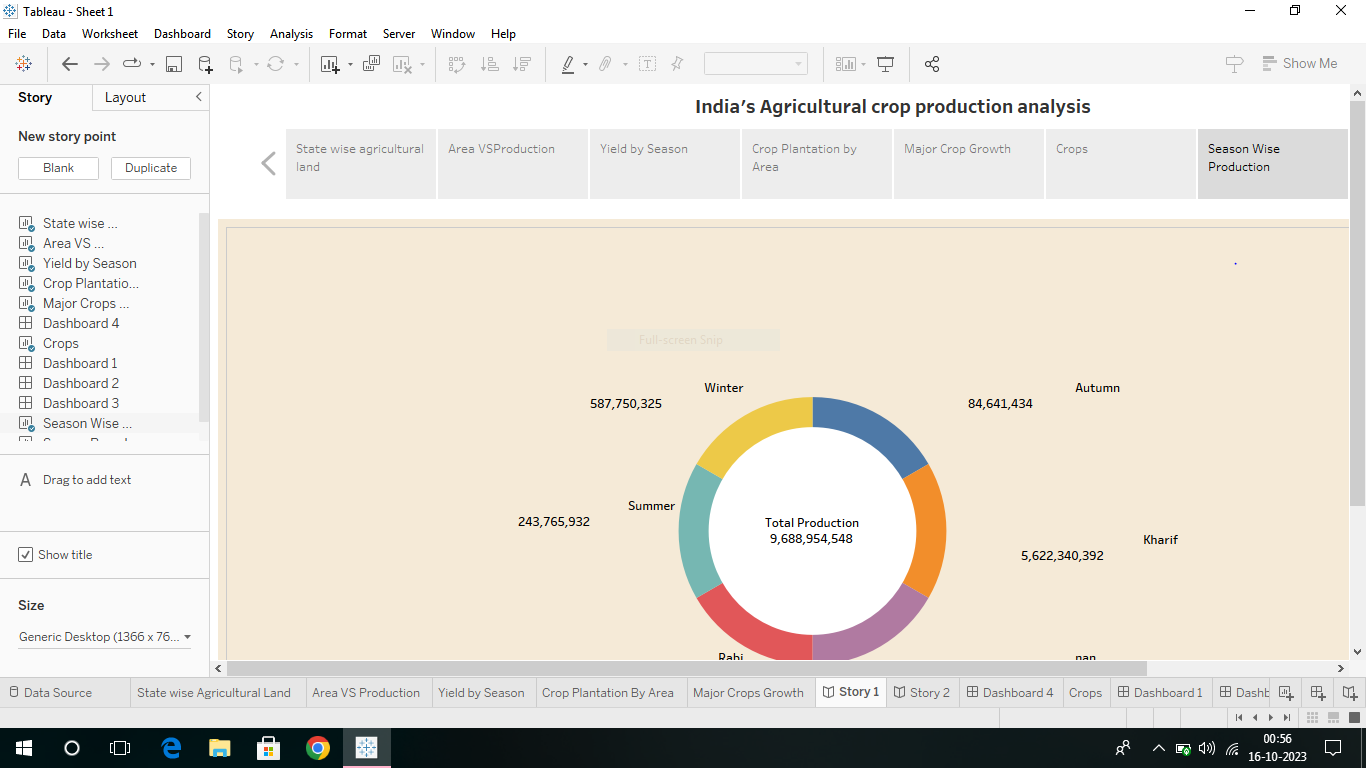 Tableau - Sheet 1
File Data Worksheet Dashboard Story Analysis Format Server Window Help
Show Me
Story Layout
New story point
Blank Duplicate
State wise ...
Area VS ...
Yield by Season
Crop Plantatio...
Major Crops ...
Dashboard 4
Crops
Dashboard 1
Dashboard 2
Dashboard 3
Season Wise ...
A Drag to add text
Show title
Size
Generic Desktop (1366 x 76...
India's Agricultural crop production analysis
State wise agricultural
land
Area VSProduction
Yield by Season
Crop Plantation by
Area
Major Crop Growth
Crops
Season Wise
Production
Full-screen Snip
Winter
587,750,325
Autumn
84,641,434
Summer
243,765,932
Total Production
9,688,954,548
Kharif
5,622,340,392
Rabi
nan
Data Source State wise Agricultural Land Area VS Production Yield by Season Crop Plantation By Area Major Crops Growth Story 1 Story 2 Dashboard 4 Crops Dashboard 1 Dashb
00:56
16-10-2023